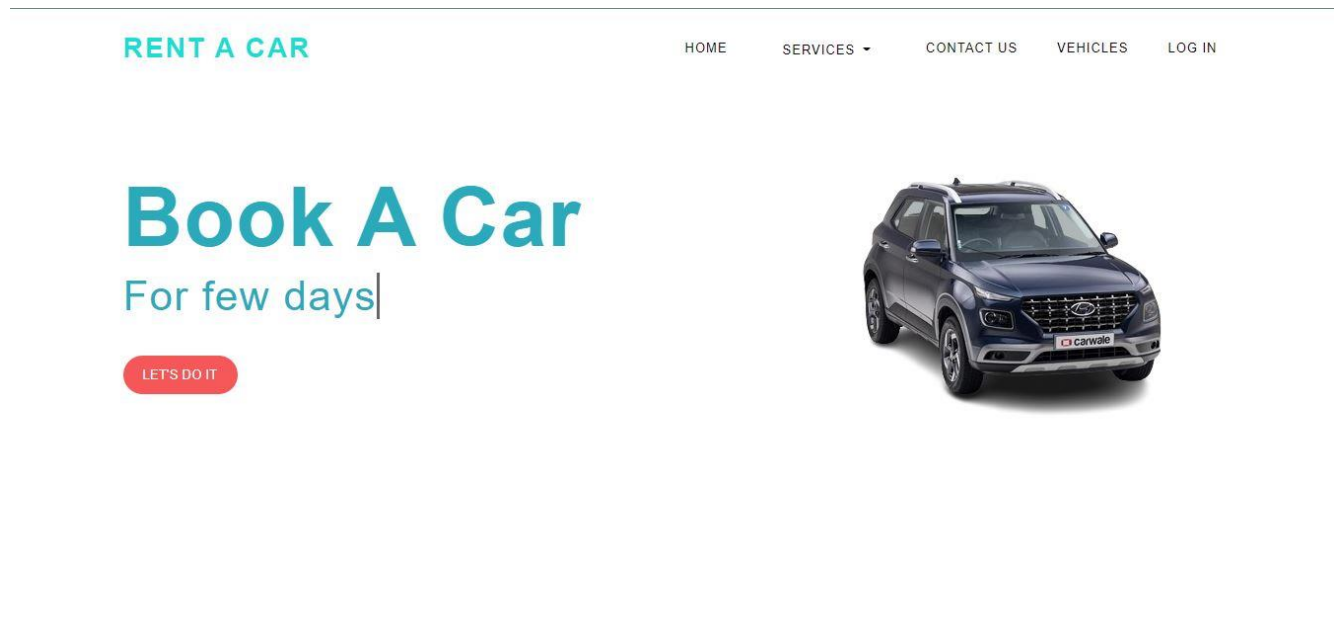 RENT A CAR
HOME SERVICES CONTACT US VEHICLES LOG IN
Book A Car
For few days
LET'S DO IT
carwale